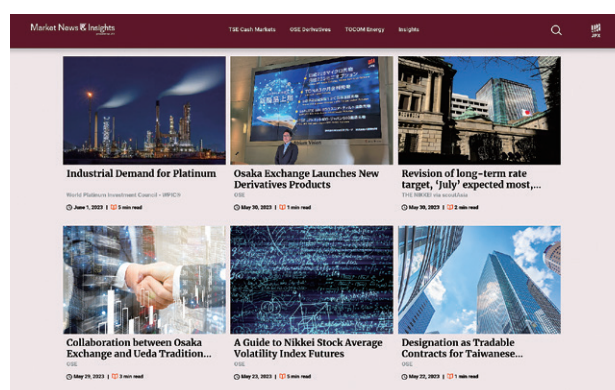 Market News & Insights
TSE Cash Markets OSE Derivatives TOCOM Energy Insights
JPX
Industrial Demand for Platinum
World Platinum Investment Council - WPIC®
June 1, 2023 | 5 min read
Osaka Exchange Launches New
Derivatives Products
OSE
May 30, 2023 | 1 min read
Revision of long-term rate
target, ‘July’ expected most,...
THE NIKKEI via scoutAsia
May 30, 2023 | 2 min read
Collaboration between Osaka
Exchange and Ueda Tradition...
OSE
May 29, 2023 | 3 min read
A Guide to Nikkei Stock Average
Volatility Index Futures
OSE
May 23, 2023 | 5 min read
Designation as Tradable
Contracts for Taiwanese...
OSE
May 22, 2023 | 1 min read